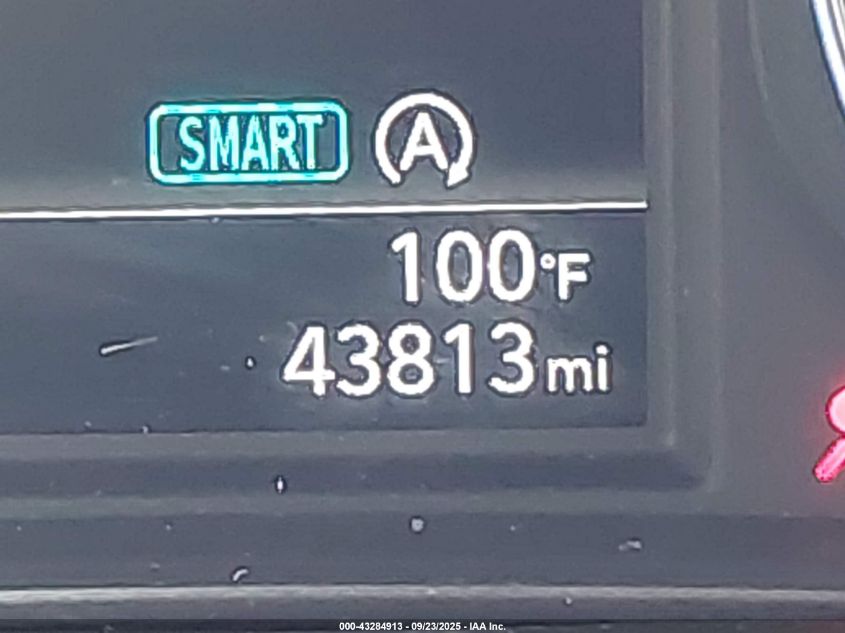 SMART A
100°F
43813 mi
000-43284913 - 09/23/2025 - IAA Inc.